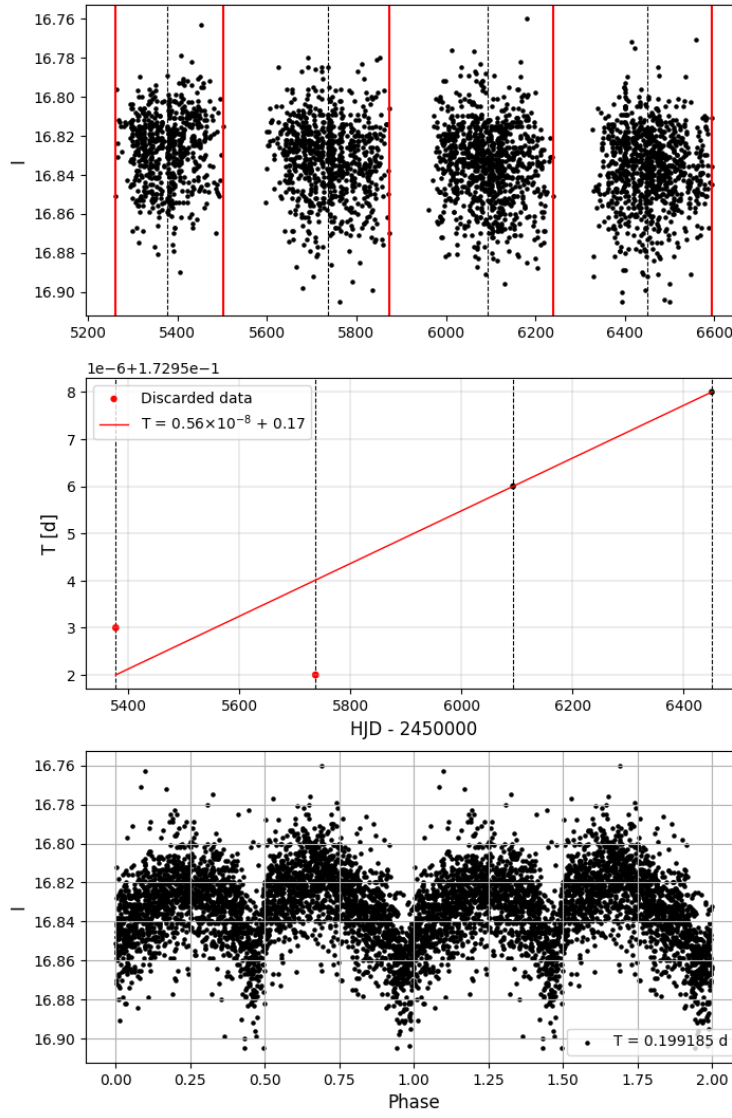 16.76
16.78
16.80
16.82
16.84
16.86
16.88
16.90
I
5200 5400 5600 5800 6000 6200 6400 6600
1e-6+1.7295e-1
8
7
6
5
4
3
2
T [d]
Discarded data
T = 0.56×10⁻⁸ + 0.17
5400 5600 5800 6000 6200 6400
HJD - 2450000
16.76
16.78
16.80
16.82
16.84
16.86
16.88
16.90
I
T = 0.199185 d
0.00 0.25 0.50 0.75 1.00 1.25 1.50 1.75 2.00
Phase